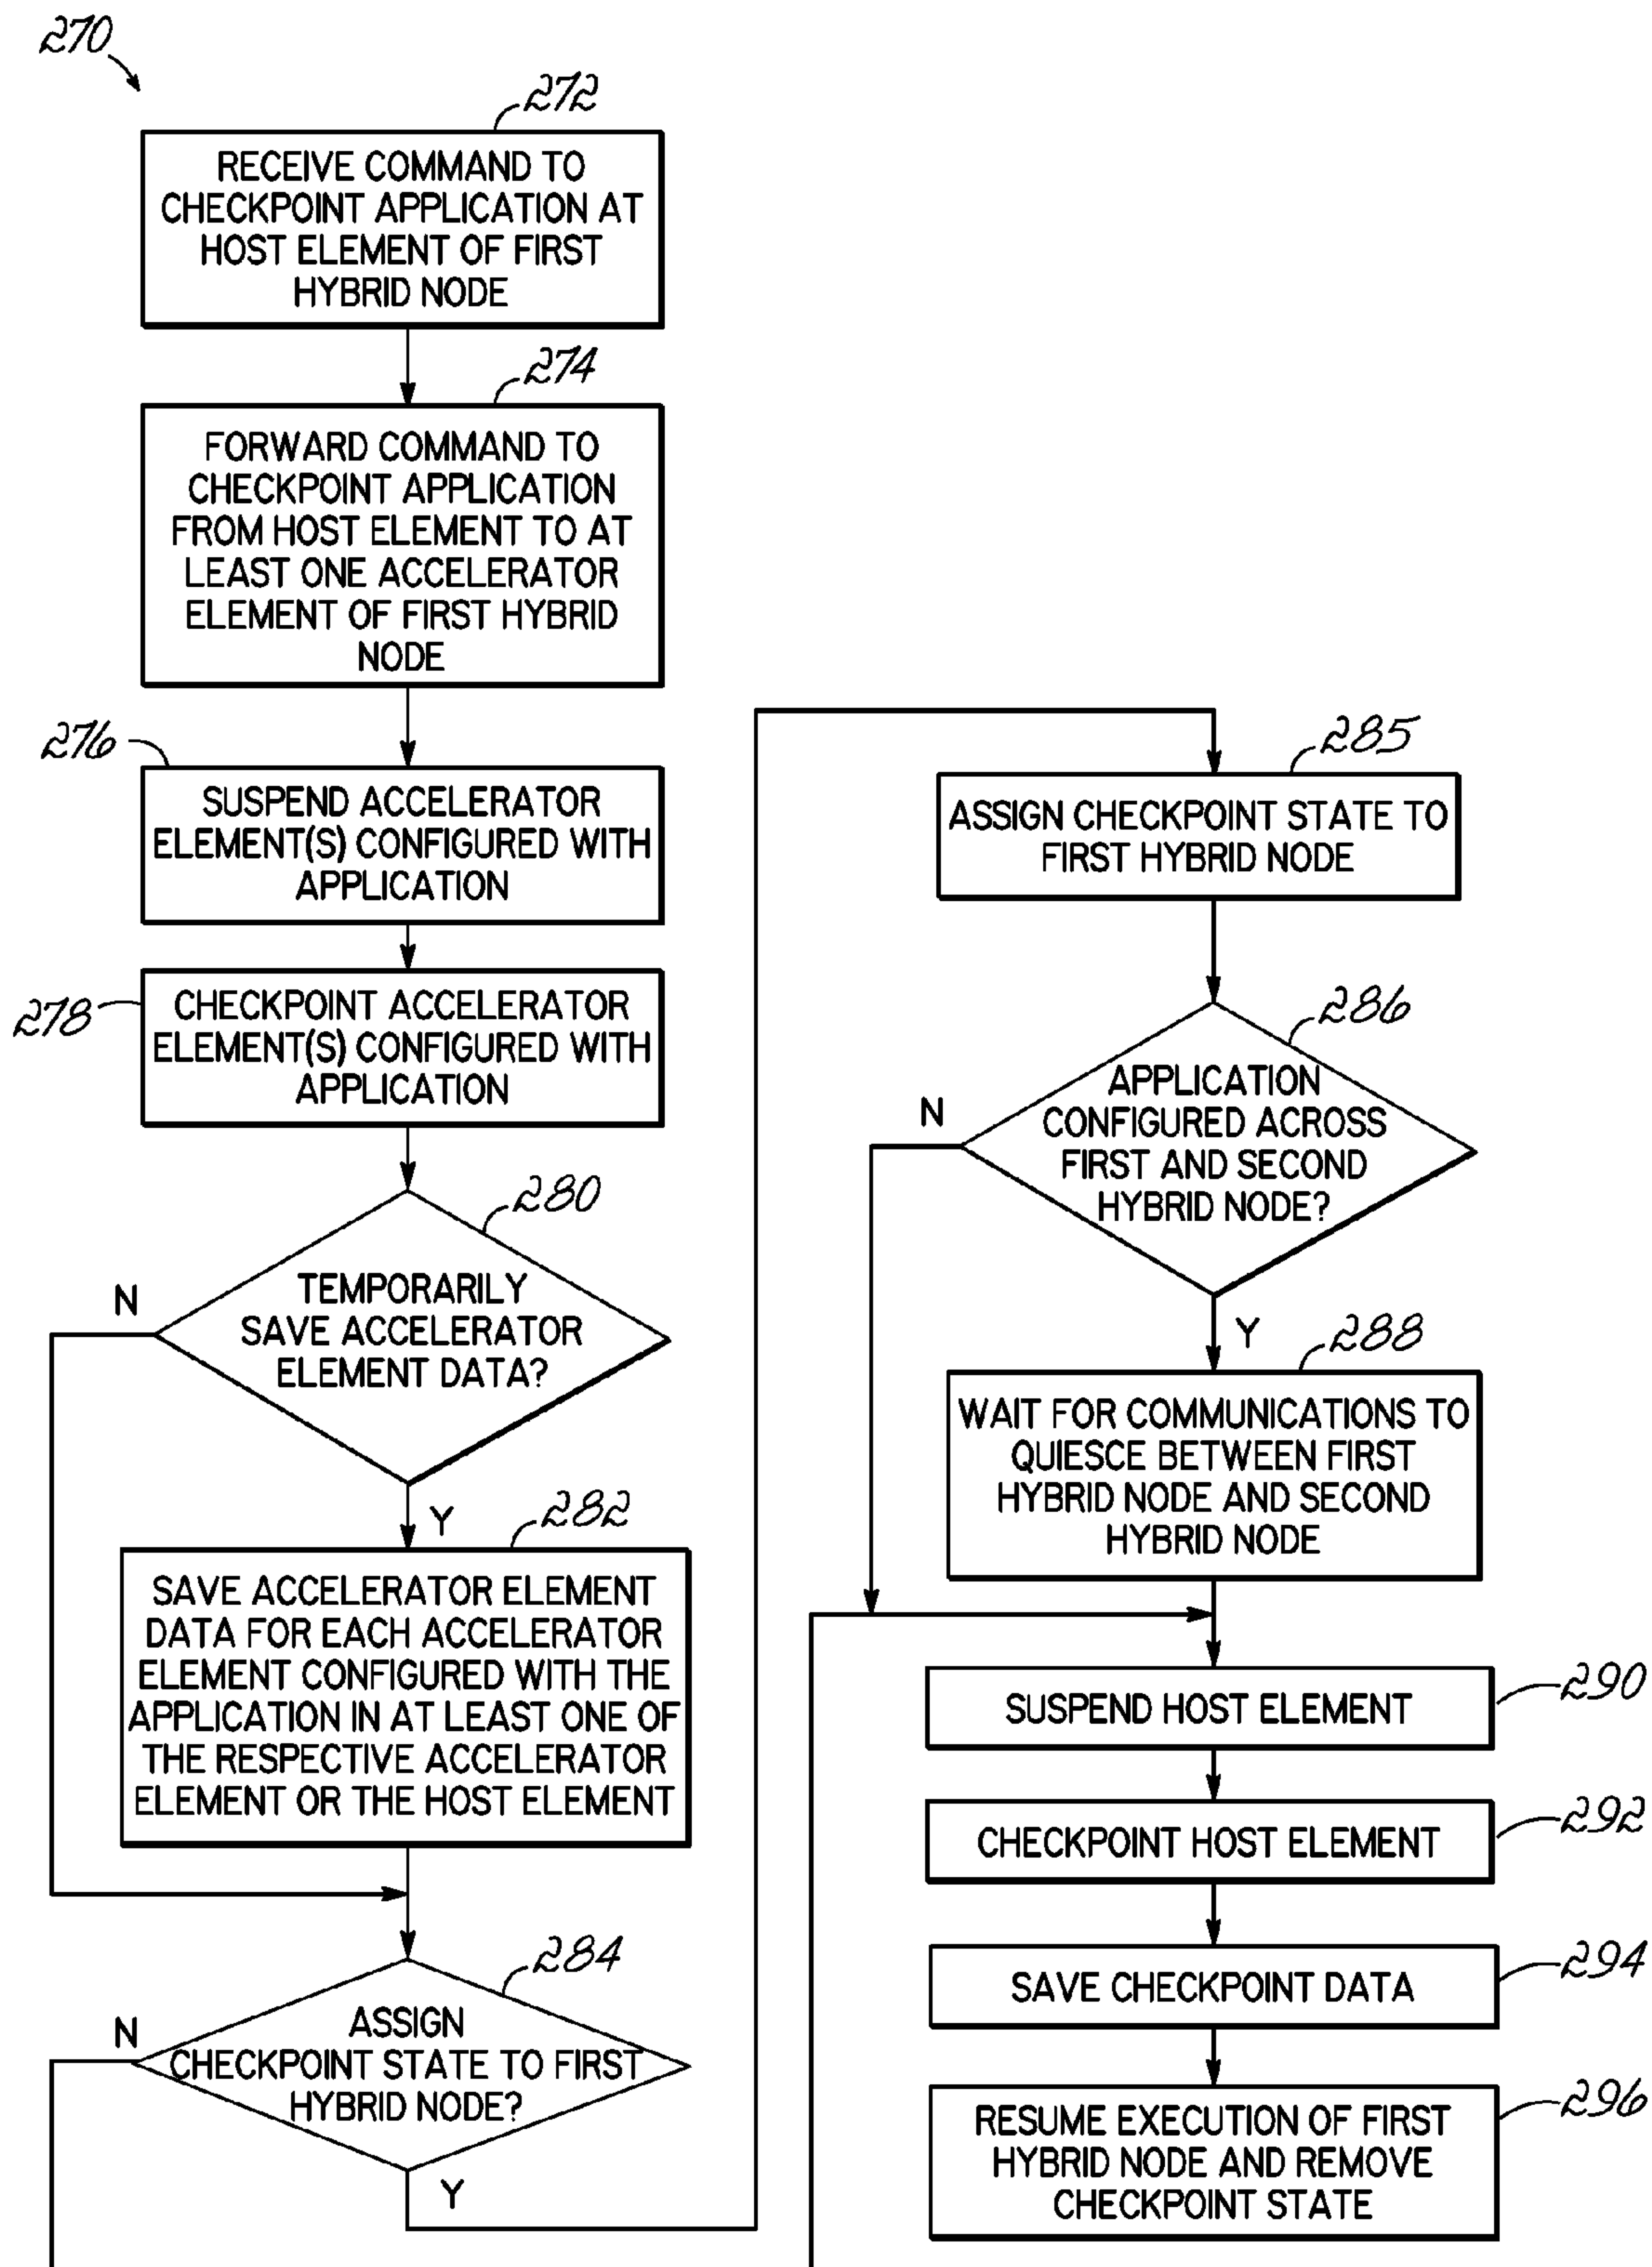 270
272
RECEIVE COMMAND TO
CHECKPOINT APPLICATION AT
HOST ELEMENT OF FIRST
HYBRID NODE
274
FORWARD COMMAND TO
CHECKPOINT APPLICATION
FROM HOST ELEMENT TO AT
LEAST ONE ACCELERATOR
ELEMENT OF FIRST HYBRID
NODE
276
SUSPEND ACCELERATOR
ELEMENT(S) CONFIGURED WITH
APPLICATION
278
CHECKPOINT ACCELERATOR
ELEMENT(S) CONFIGURED WITH
APPLICATION
280
TEMPORARILY
SAVE ACCELERATOR
ELEMENT DATA?
N
Y
282
SAVE ACCELERATOR ELEMENT
DATA FOR EACH ACCELERATOR
ELEMENT CONFIGURED WITH THE
APPLICATION IN AT LEAST ONE OF
THE RESPECTIVE ACCELERATOR
ELEMENT OR THE HOST ELEMENT
284
ASSIGN
CHECKPOINT STATE TO FIRST
HYBRID NODE?
N
Y
285
ASSIGN CHECKPOINT STATE TO
FIRST HYBRID NODE
286
APPLICATION
CONFIGURED ACROSS
FIRST AND SECOND
HYBRID NODE?
N
Y
288
WAIT FOR COMMUNICATIONS TO
QUIESCE BETWEEN FIRST
HYBRID NODE AND SECOND
HYBRID NODE
SUSPEND HOST ELEMENT
290
CHECKPOINT HOST ELEMENT
292
SAVE CHECKPOINT DATA
294
RESUME EXECUTION OF FIRST
HYBRID NODE AND REMOVE
CHECKPOINT STATE
296